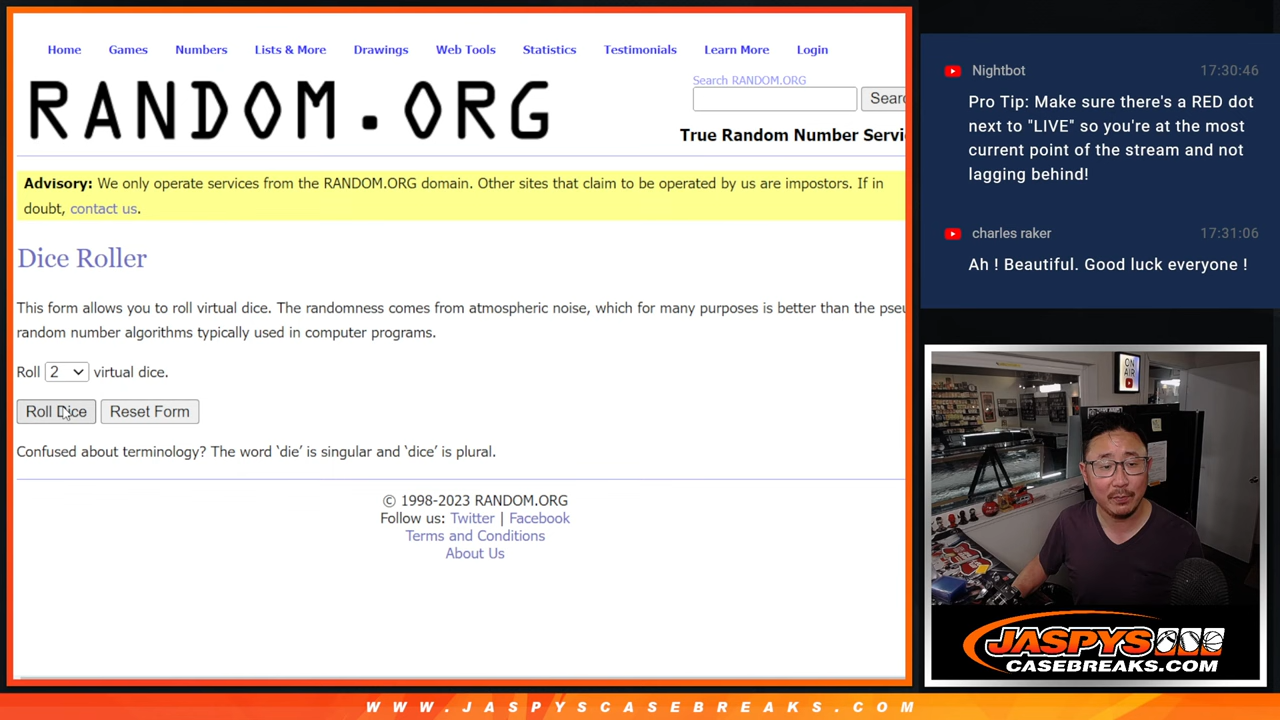 Home Games Numbers Lists & More Drawings Web Tools Statistics Testimonials Learn More Login
RANDOM.ORG
Search RANDOM.ORG
True Random Number
Advisory: We only operate services from the RANDOM.ORG domain. Other sites that claim to be operated by us are impostors. If in
doubt, contact us.
Dice Roller
This form allows you to roll virtual dice. The randomness comes from atmospheric noise, which for many purposes is better than the
random number algorithms typically used in computer programs.
Roll 2 virtual dice.
Roll Dice Reset Form
Confused about terminology? The word ‘die’ is singular and ‘dice’ is plural.
© 1998-2023 RANDOM.ORG
Follow us: Twitter | Facebook
Terms and Conditions
About Us
Nightbot 17:30:46
Pro Tip: Make sure there's a RED dot
next to "LIVE" so you're at the most
current point of the stream and not
lagging behind!
charles raker 17:31:06
Ah ! Beautiful. Good luck everyone !
ON
AIR
JASPYS
CASEBREAKS.COM
WWW.JASPYSCASEBREAKS.COM